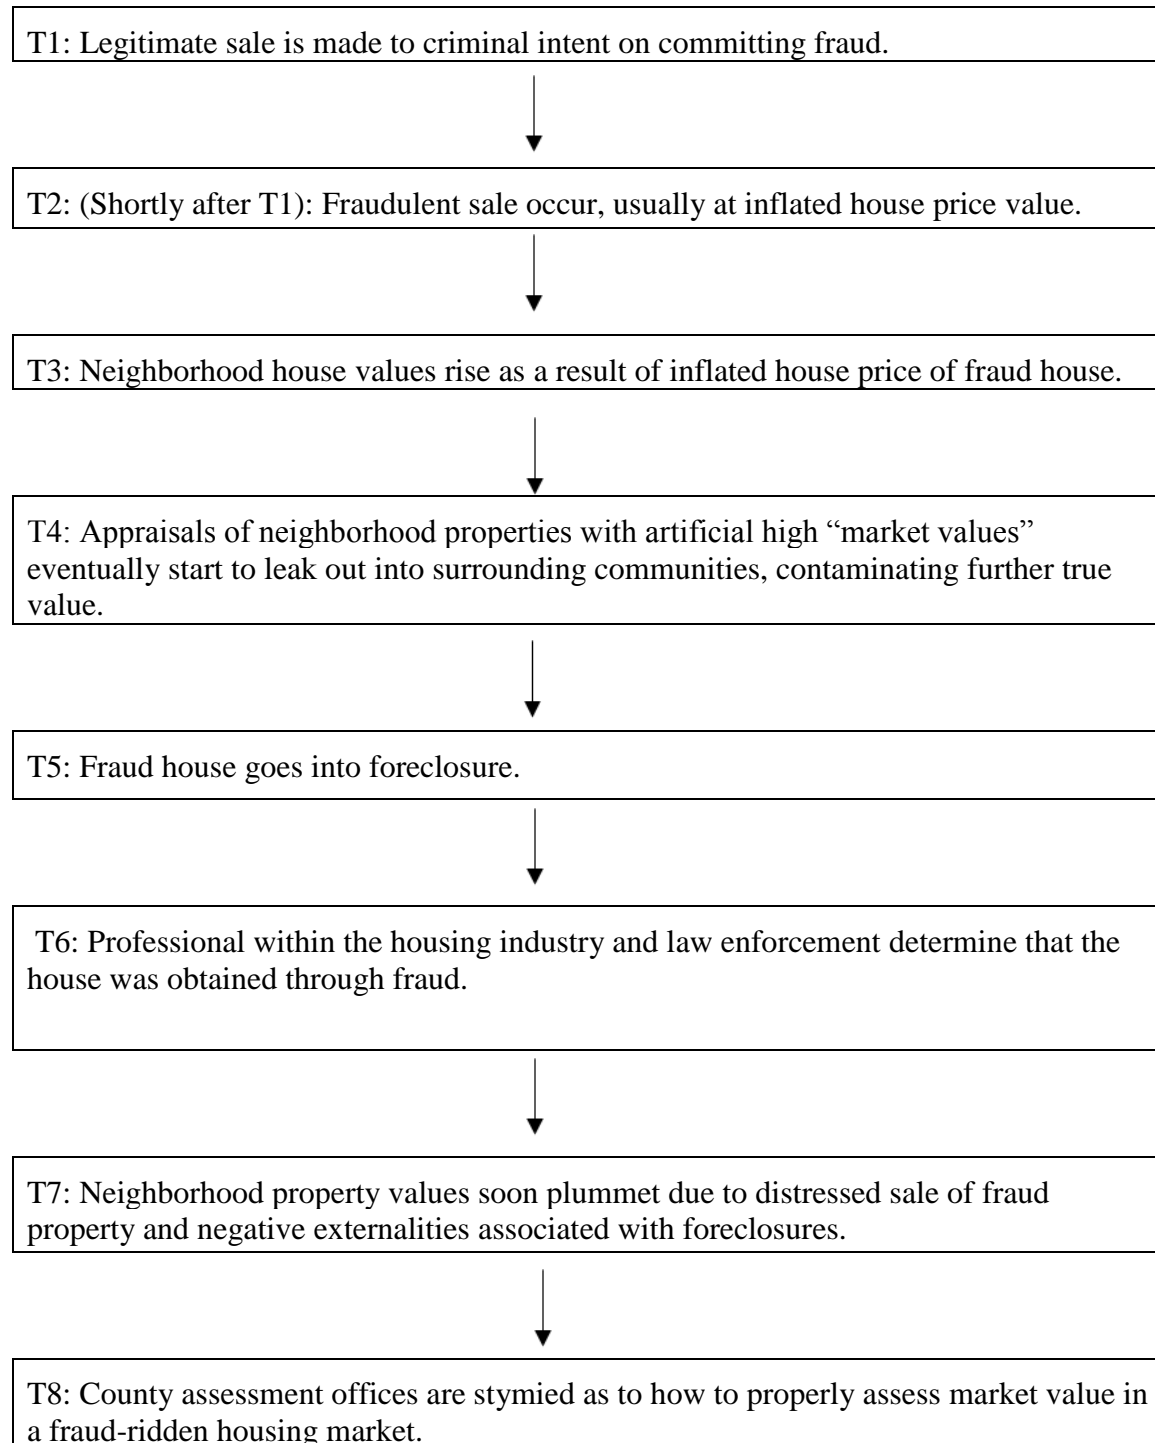 T1: Legitimate sale is made to criminal intent on committing fraud.
T2: (Shortly after T1): Fraudulent sale occur, usually at inflated house price value.
T3: Neighborhood house values rise as a result of inflated house price of fraud house.
T4: Appraisals of neighborhood properties with artificial high “market values”
eventually start to leak out into surrounding communities, contaminating further true
value.
T5: Fraud house goes into foreclosure.
T6: Professional within the housing industry and law enforcement determine that the
house was obtained through fraud.
T7: Neighborhood property values soon plummet due to distressed sale of fraud
property and negative externalities associated with foreclosures.
T8: County assessment offices are stymied as to how to properly assess market value in
a fraud-ridden housing market.